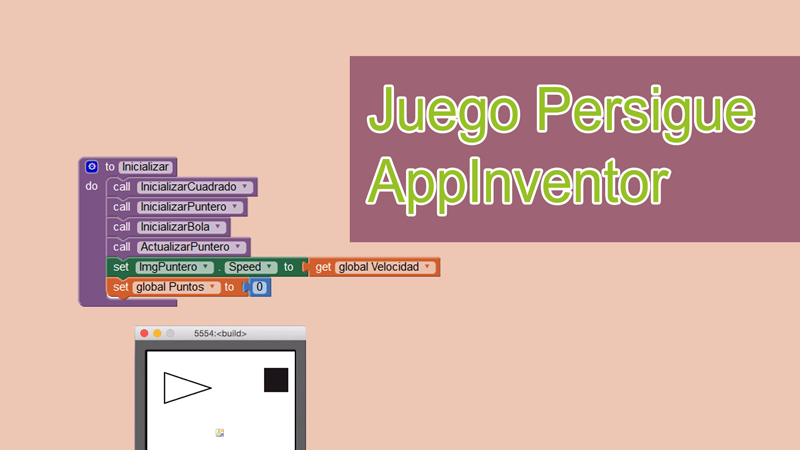 Juego Persigue
AppInventor
to Inicializar
do call InicializarCuadrado
call InicializarPuntero
call InicializarBola
call ActualizarPuntero
set ImgPuntero . Speed to get global Velocidad
set global Puntos to 0
5554:<build>